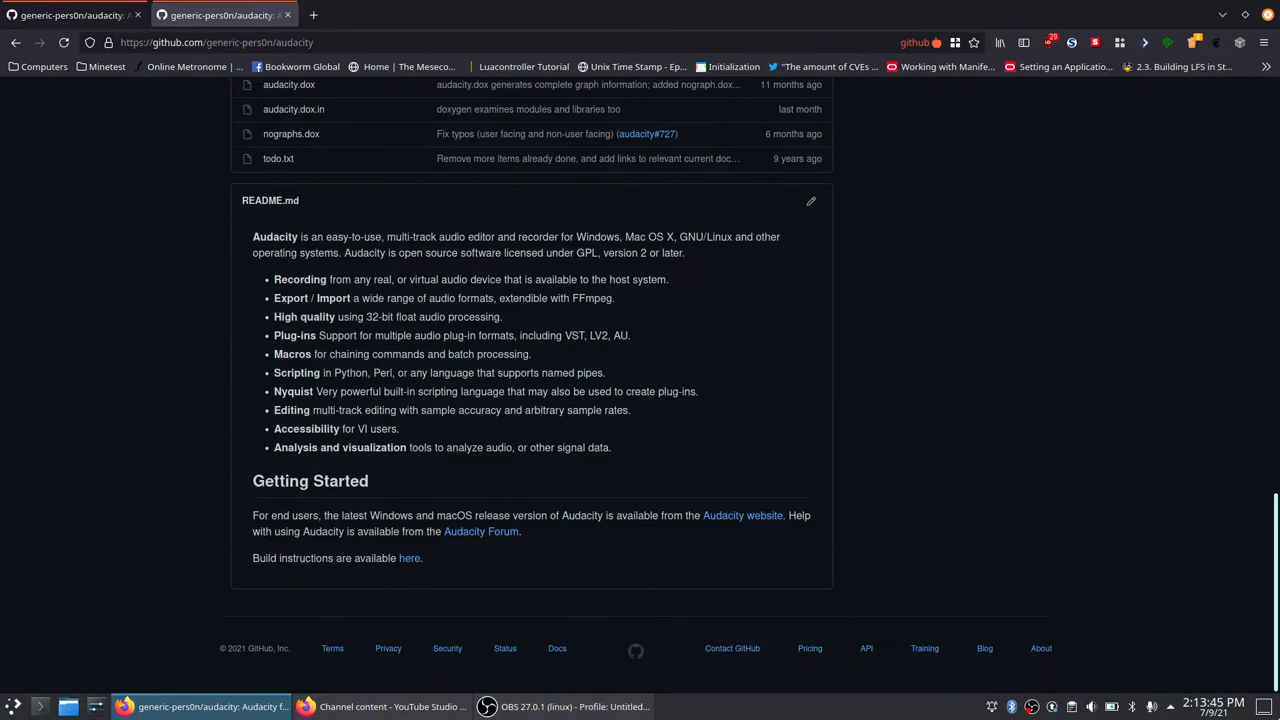 generic-pers0n/audacity: A
generic-pers0n/audacity: A
https://github.com/generic-pers0n/audacity
github
29
8
Computers
Minetest
Online Metronome | ...
Bookworm Global
Home | The Meseco...
Luacontroller Tutorial
Unix Time Stamp - Ep...
Initialization
"The amount of CVEs ...
Working with Manife...
Setting an Applicatio...
2.3. Building LFS in St...
audacity.dox audacity.dox generates complete graph information; added nograph.dox... 11 months ago
audacity.dox.in doxygen examines modules and libraries too last month
nographs.dox Fix typos (user facing and non-user facing) (audacity#727) 6 months ago
todo.txt Remove more items already done, and add links to relevant current doc... 9 years ago
README.md
Audacity is an easy-to-use, multi-track audio editor and recorder for Windows, Mac OS X, GNU/Linux and other
operating systems. Audacity is open source software licensed under GPL, version 2 or later.
• Recording from any real, or virtual audio device that is available to the host system.
• Export / Import a wide range of audio formats, extendible with FFmpeg.
• High quality using 32-bit float audio processing.
• Plug-ins Support for multiple audio plug-in formats, including VST, LV2, AU.
• Macros for chaining commands and batch processing.
• Scripting in Python, Perl, or any language that supports named pipes.
• Nyquist Very powerful built-in scripting language that may also be used to create plug-ins.
• Editing multi-track editing with sample accuracy and arbitrary sample rates.
• Accessibility for VI users.
• Analysis and visualization tools to analyze audio, or other signal data.
Getting Started
For end users, the latest Windows and macOS release version of Audacity is available from the Audacity website. Help
with using Audacity is available from the Audacity Forum.
Build instructions are available here.
© 2021 GitHub, Inc. Terms Privacy Security Status Docs Contact GitHub Pricing API Training Blog About
generic-pers0n/audacity: Audacity f...
Channel content - YouTube Studio ...
OBS 27.0.1 (linux) - Profile: Untitled...
2:13:45 PM
7/9/21